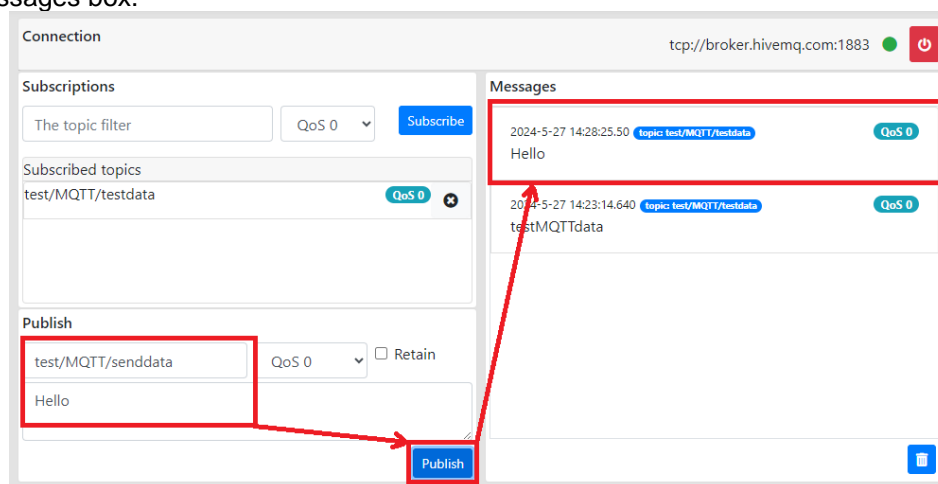 ssages box.
Connection
tcp://broker.hivemq.com:1883
Subscriptions
The topic filter
QoS 0
Subscribe
Subscribed topics
test/MQTT/testdata
QoS 0
Publish
test/MQTT/senddata
QoS 0
Retain
Hello
Publish
Messages
2024-5-27 14:28:25.50 topic: test/MQTT/testdata QoS 0
Hello
2024-5-27 14:23:14.640 topic: test/MQTT/testdata QoS 0
testMQTTdata